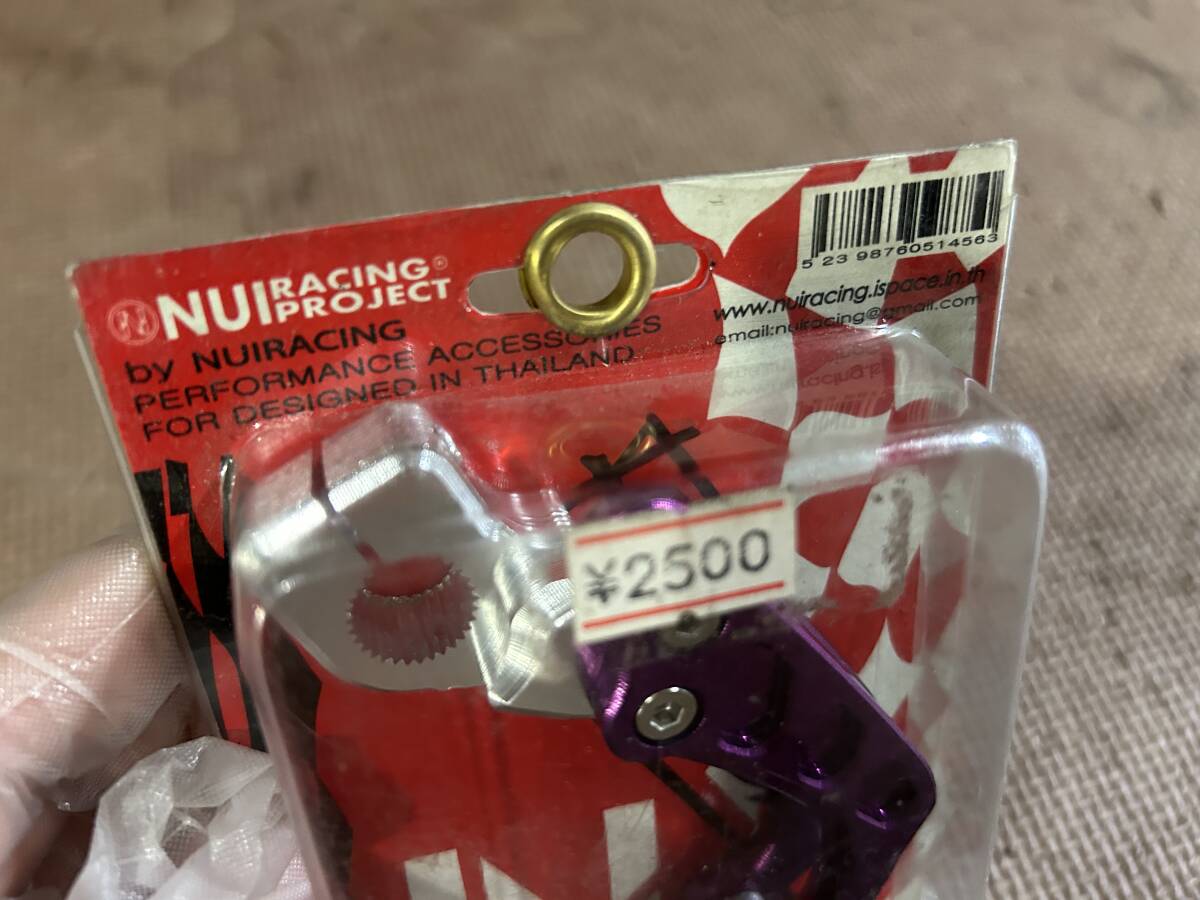 NUI RACING®
PROJECT
by NUIRACING
PERFORMANCE ACCESSORIES
FOR DESIGNED IN THAILAND.
5 23 98760514563
www.nuiracing.ispace.in.th
email:nuiracing@gmail.com
¥2500